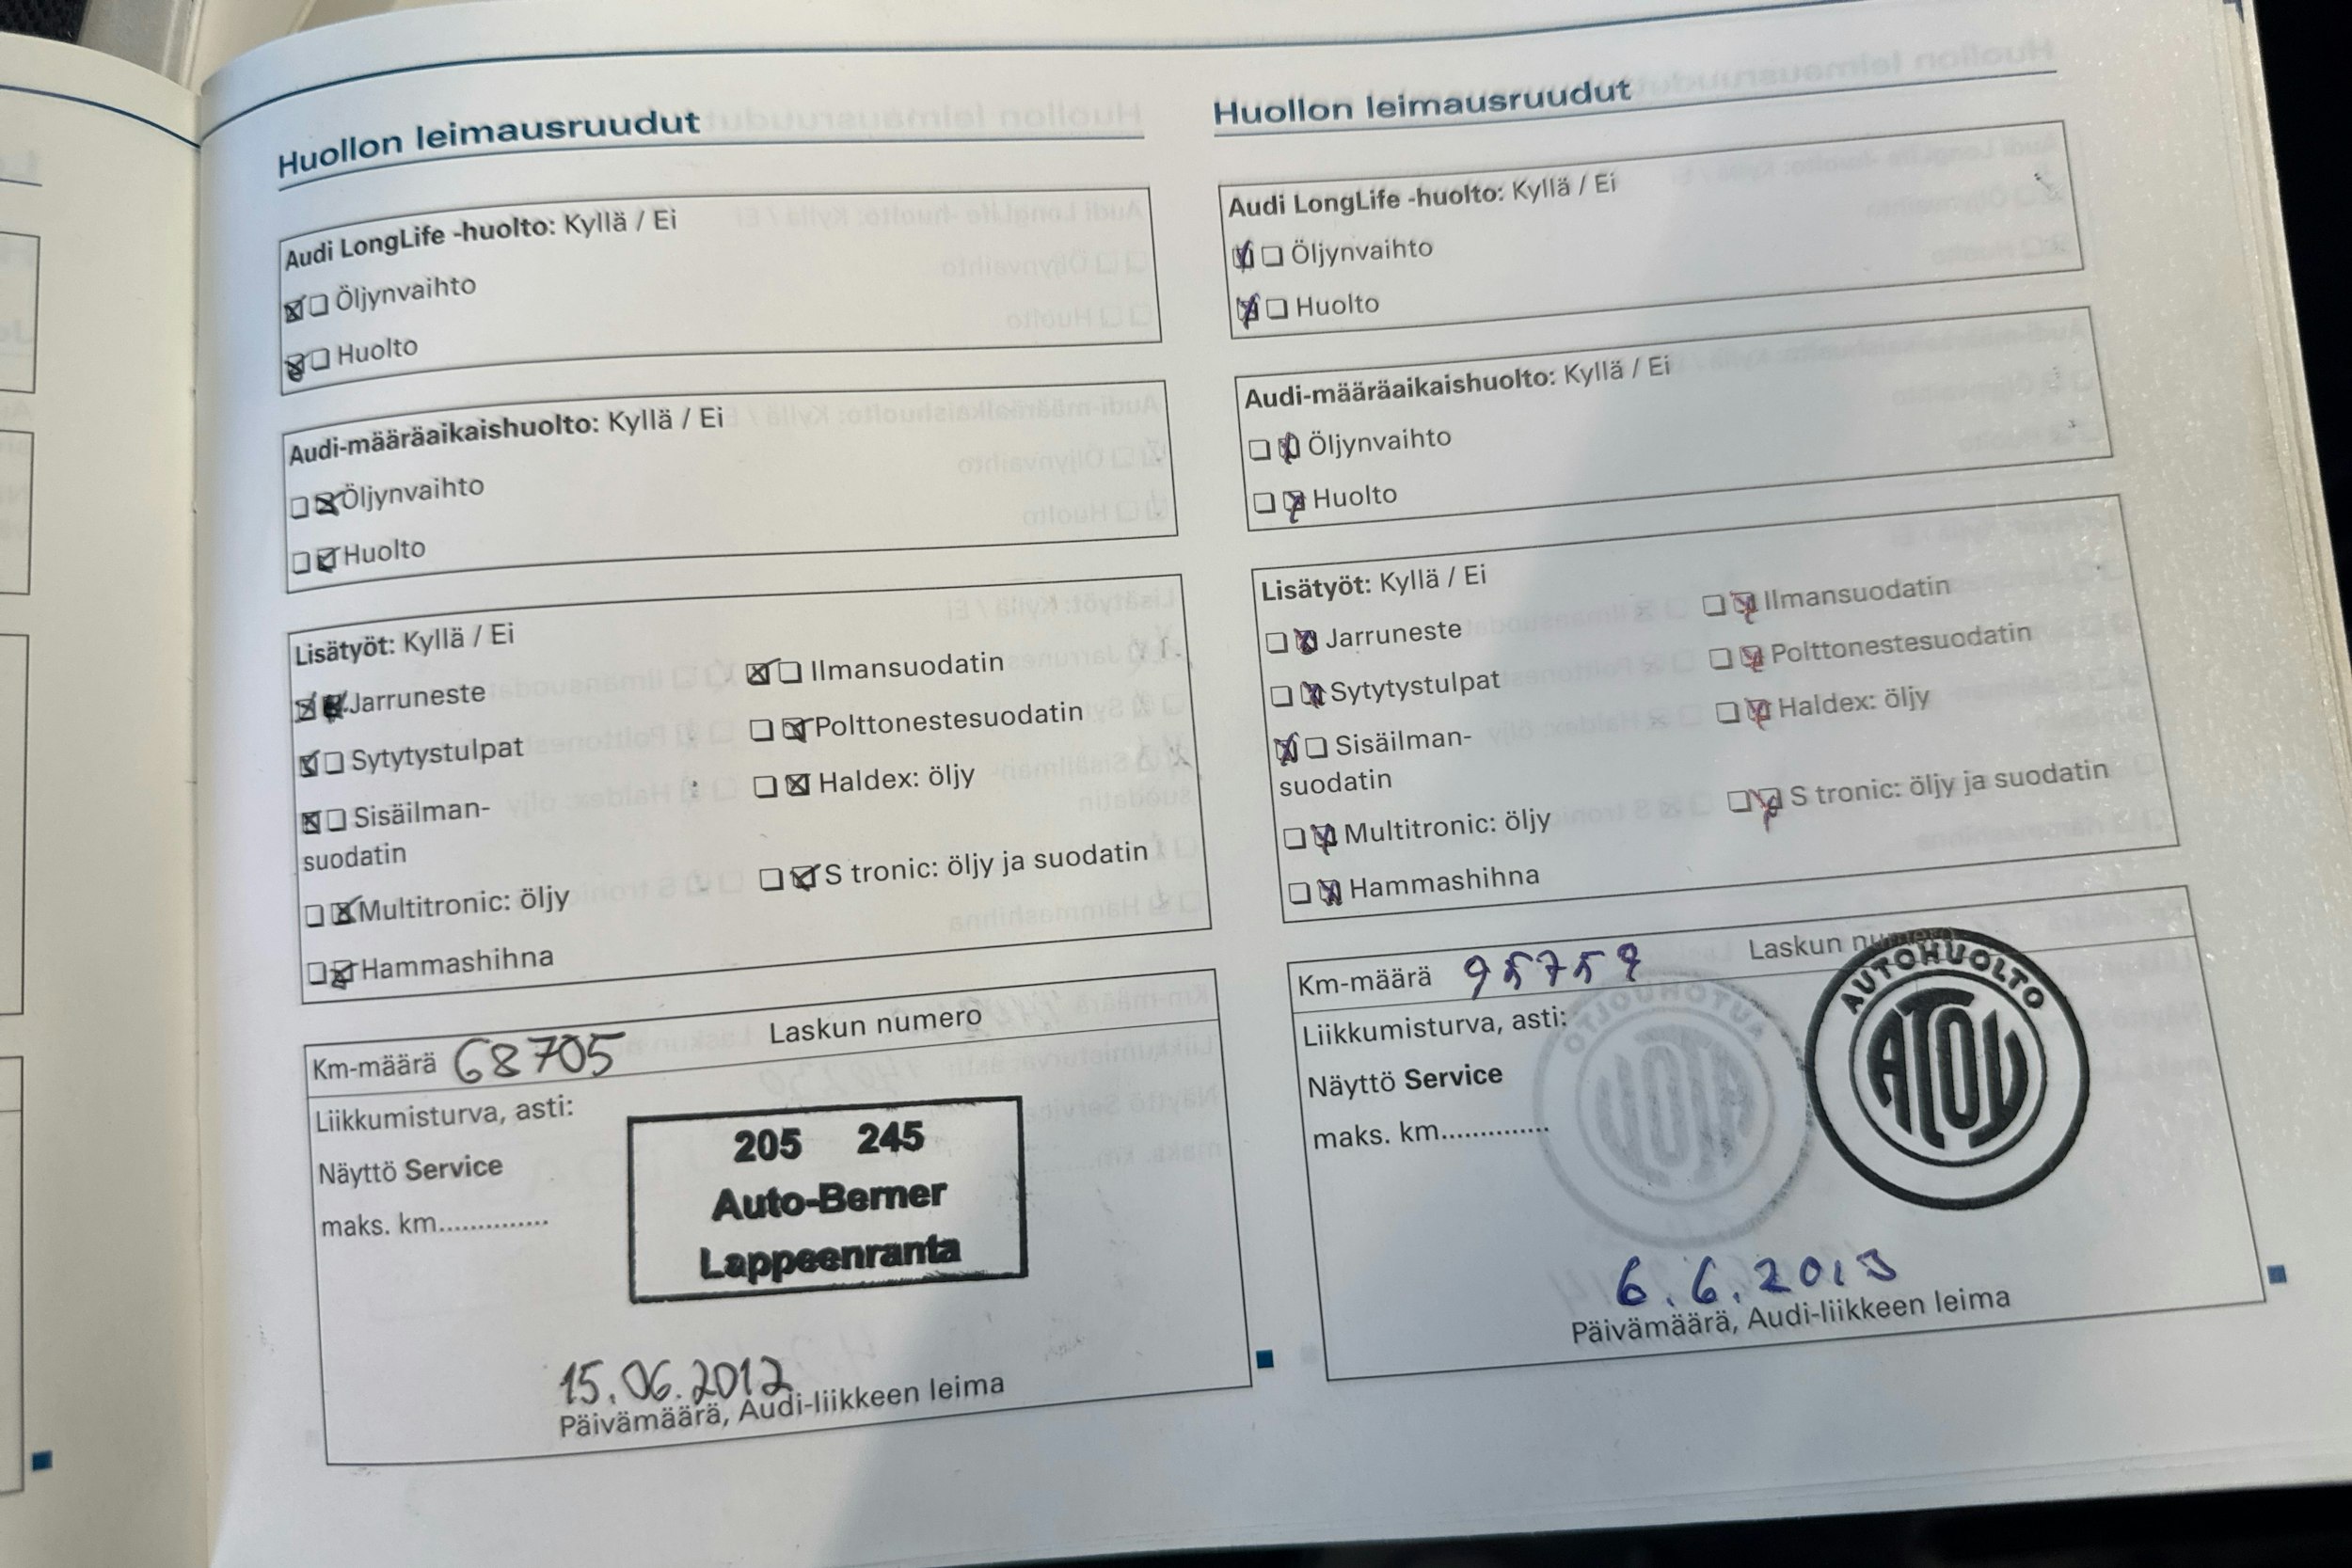 Huollon leimausruudut
Audi LongLife -huolto: Kyllä / Ei
Öljynvaihto
Huolto
Audi-määräaikaishuolto: Kyllä / Ei
Öljynvaihto
Huolto
Lisätyöt: Kyllä / Ei
Jarruneste
Sytytystulpat
Sisäilman-
suodatin
Multitronic: öljy
Hammashihna
Ilmansuodatin
Polttonestesuodatin
Haldex: öljy
S tronic: öljy ja suodatin
Km-määrä 68705 Laskun numero
Liikkumisturva, asti:
Näyttö Service
maks. km..............
205 245
Auto-Berner
Lappeenranta
15.06.2012
Päivämäärä, Audi-liikkeen leima
Huollon leimausruudut
Audi LongLife -huolto: Kyllä / Ei
Öljynvaihto
Huolto
Audi-määräaikaishuolto: Kyllä / Ei
Öljynvaihto
Huolto
Lisätyöt: Kyllä / Ei
Jarruneste
Sytytystulpat
Sisäilman-
suodatin
Multitronic: öljy
Hammashihna
Ilmansuodatin
Polttonestesuodatin
Haldex: öljy
S tronic: öljy ja suodatin
Km-määrä 95759 Laskun numero
Liikkumisturva, asti:
Näyttö Service
maks. km..............
AUTOHUOLTO
ATOY
6.6.2013
Päivämäärä, Audi-liikkeen leima